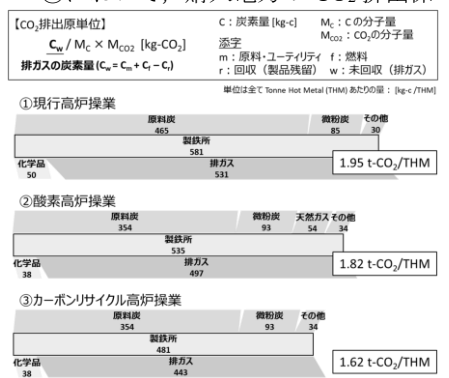 【CO₂排出原単位】
C_w / M_C × M_CO2 [kg-CO₂]
排ガスの炭素量 (C_w = C_m + C_f − C_r)
C：炭素量 [kg-c]
M_C：Cの分子量
M_CO2：CO₂の分子量
添字
m：原料・ユーティリティ f：燃料
r：回収（製品残留） w：未回収（排ガス）
単位は全て Tonne Hot Metal (THM) あたりの量： [kg-c /THM]
①現行高炉操業
原料炭 微粉炭 その他
465 85 30
製鉄所
581
化学品 排ガス
50 531
1.95 t-CO₂/THM
②酸素高炉操業
原料炭 微粉炭 天然ガス その他
354 93 54 34
製鉄所
535
化学品 排ガス
38 497
1.82 t-CO₂/THM
③カーボンリサイクル高炉操業
原料炭 微粉炭 その他
354 93 34
製鉄所
481
化学品 排ガス
38 443
1.62 t-CO₂/THM